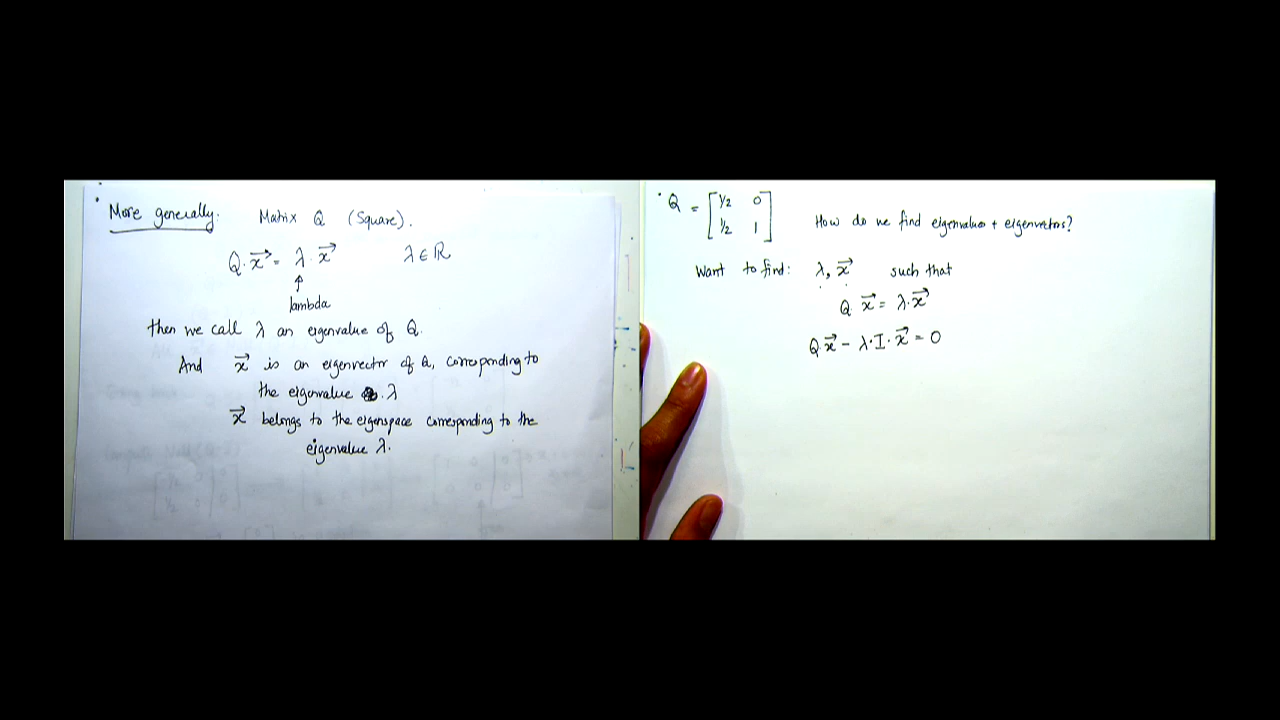 More generally: Matrix Q (Square).
Q·x⃗ = λ·x⃗ λ∈ℝ
↑
lambda
then we call λ an eigenvalue of Q.
And x⃗ is an eigenvector of Q, corresponding to
the eigenvalue λ
x⃗ belongs to the eigenspace corresponding to the
eigenvalue λ.
Q = [1/2 0
1/2 1]
How do we find eigenvalues + eigenvectors?
Want to find: λ, x⃗ such that
Q x⃗ = λ·x⃗
Q x⃗ - λ·I·x⃗ = 0